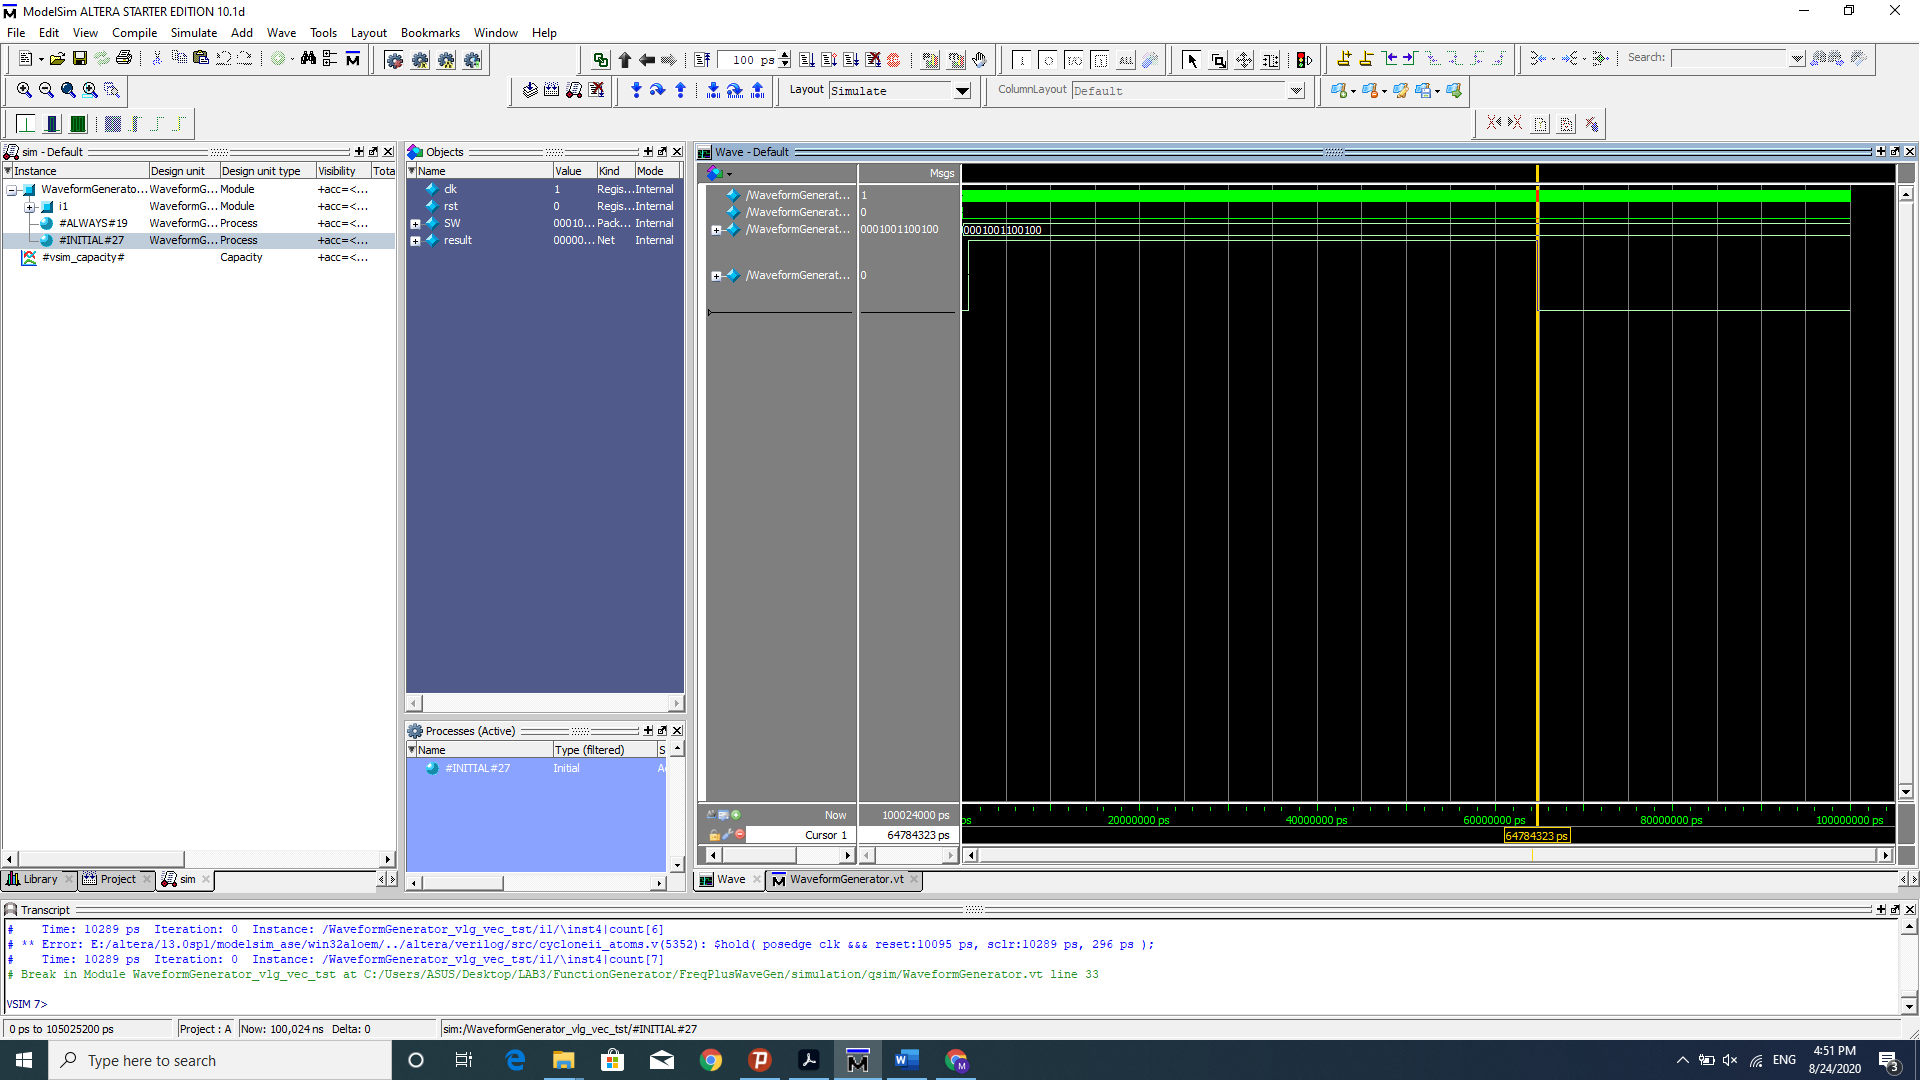 ModelSim ALTERA STARTER EDITION 10.1d
File Edit View Compile Simulate Add Wave Tools Layout Bookmarks Window Help
100 ps
Search:
Layout Simulate
ColumnLayout Default
sim - Default
Instance Design unit Design unit type Visibility Tota
WaveformGenerato... WaveformG... Module +acc=<...
i1 WaveformG... Module +acc=<...
#ALWAYS#19 WaveformG... Process +acc=<...
#INITIAL#27 WaveformG... Process +acc=<...
#vsim_capacity# Capacity +acc=<...
Library Project sim
Objects
Name Value Kind Mode
clk 1 Regis... Internal
rst 0 Regis... Internal
SW 00010... Pack... Internal
result 00000... Net Internal
Processes (Active)
Name Type (filtered) S
#INITIAL#27 Initial A
Wave - Default
Msgs
/WaveformGenerat... 1
/WaveformGenerat... 0
/WaveformGenerat... 0001001100100 0001001100100
/WaveformGenerat... 0
Now 100024000 ps
ps 20000000 ps 40000000 ps 60000000 ps 80000000 ps 100000000 ps
Cursor 1 64784323 ps 64784323 ps
Wave WaveformGenerator.vt
Transcript
# Time: 10289 ps Iteration: 0 Instance: /WaveformGenerator_vlg_vec_tst/i1/\inst4|count[6]
# ** Error: E:/altera/13.0sp1/modelsim_ase/win32aloem/../altera/verilog/src/cycloneii_atoms.v(5352): $hold( posedge clk &&& reset:10095 ps, sclr:10289 ps, 296 ps );
# Time: 10289 ps Iteration: 0 Instance: /WaveformGenerator_vlg_vec_tst/i1/\inst4|count[7]
# Break in Module WaveformGenerator_vlg_vec_tst at C:/Users/ASUS/Desktop/LAB3/FunctionGenerator/FreqPlusWaveGen/simulation/qsim/WaveformGenerator.vt line 33
VSIM 7>
0 ps to 105025200 ps Project : A Now: 100,024 ns Delta: 0 sim:/WaveformGenerator_vlg_vec_tst/#INITIAL#27
Type here to search
ENG
4:51 PM
8/24/2020
3